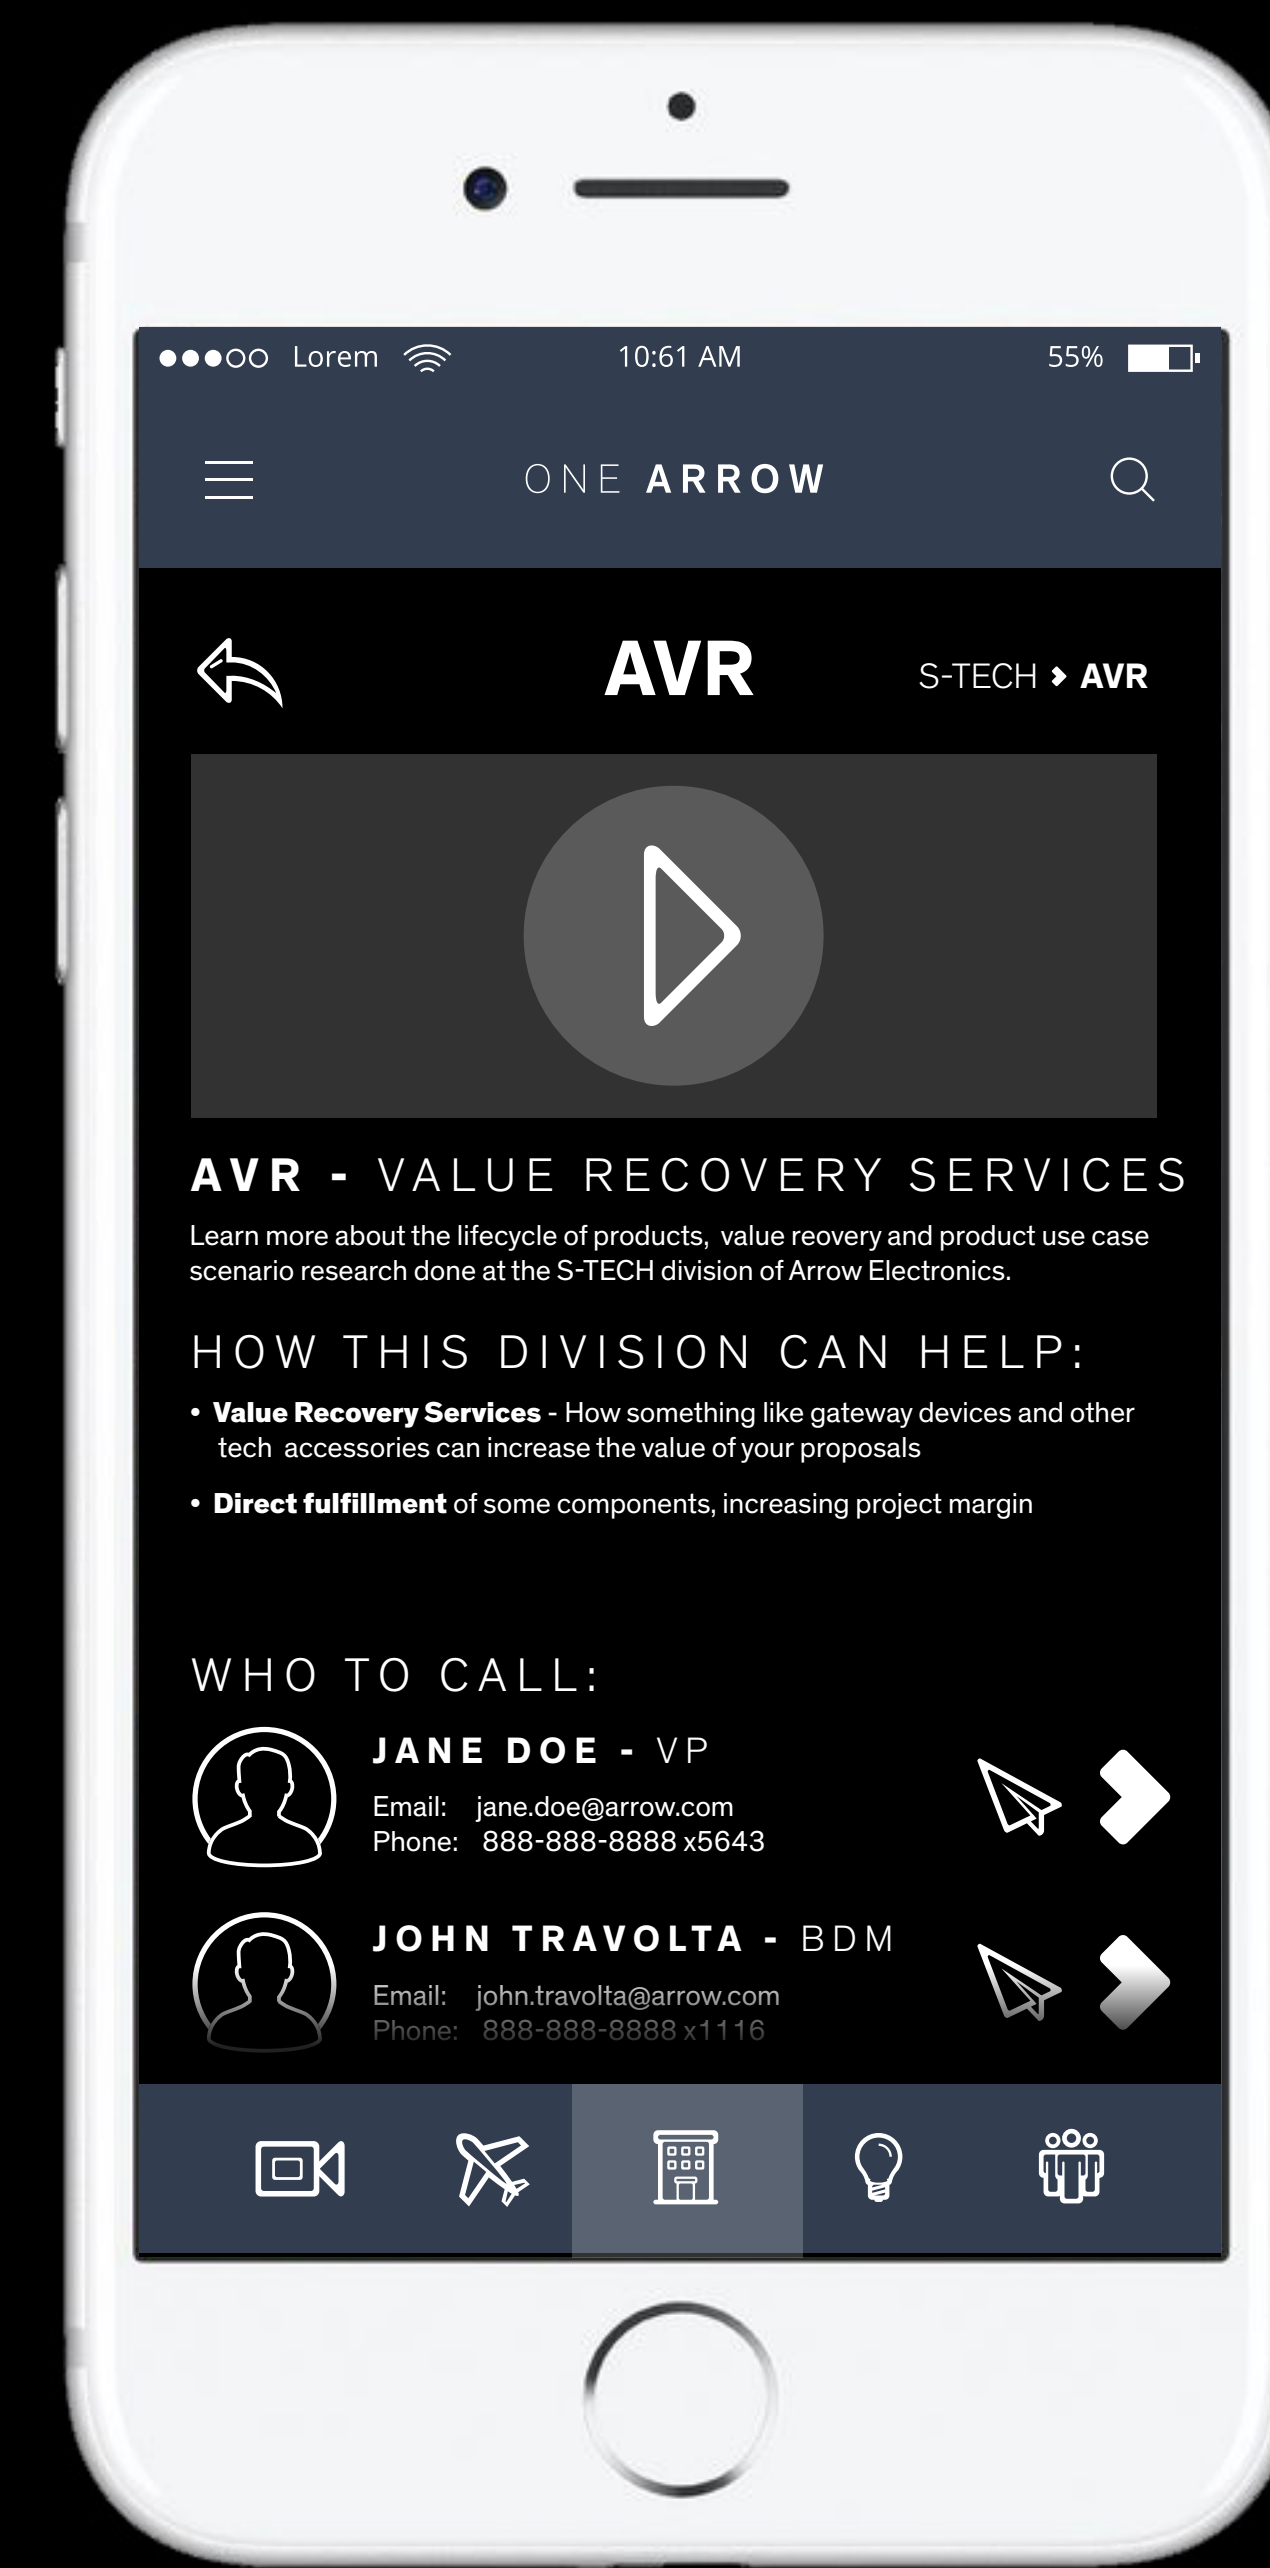 Lorem 10:61 AM 55%
ONE ARROW
AVR S-TECH > AVR
AVR - VALUE RECOVERY SERVICES
Learn more about the lifecycle of products,  value reovery and product use case
scenario research done at the S-TECH division of Arrow Electronics.
HOW THIS DIVISION CAN HELP:
• Value Recovery Services - How something like gateway devices and other
tech  accessories can increase the value of your proposals
• Direct fulfillment of some components, increasing project margin
WHO TO CALL:
JANE DOE - VP
Email: jane.doe@arrow.com
Phone: 888-888-8888 x5643
JOHN TRAVOLTA - BDM
Email: john.travolta@arrow.com
Phone: 888-888-8888 x1116